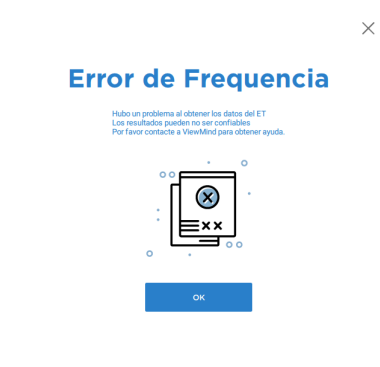 Error de Frequencia
Hubo un problema al obtener los datos del ET
Los resultados pueden no ser confiables
Por favor contacte a ViewMind para obtener ayuda.
OK